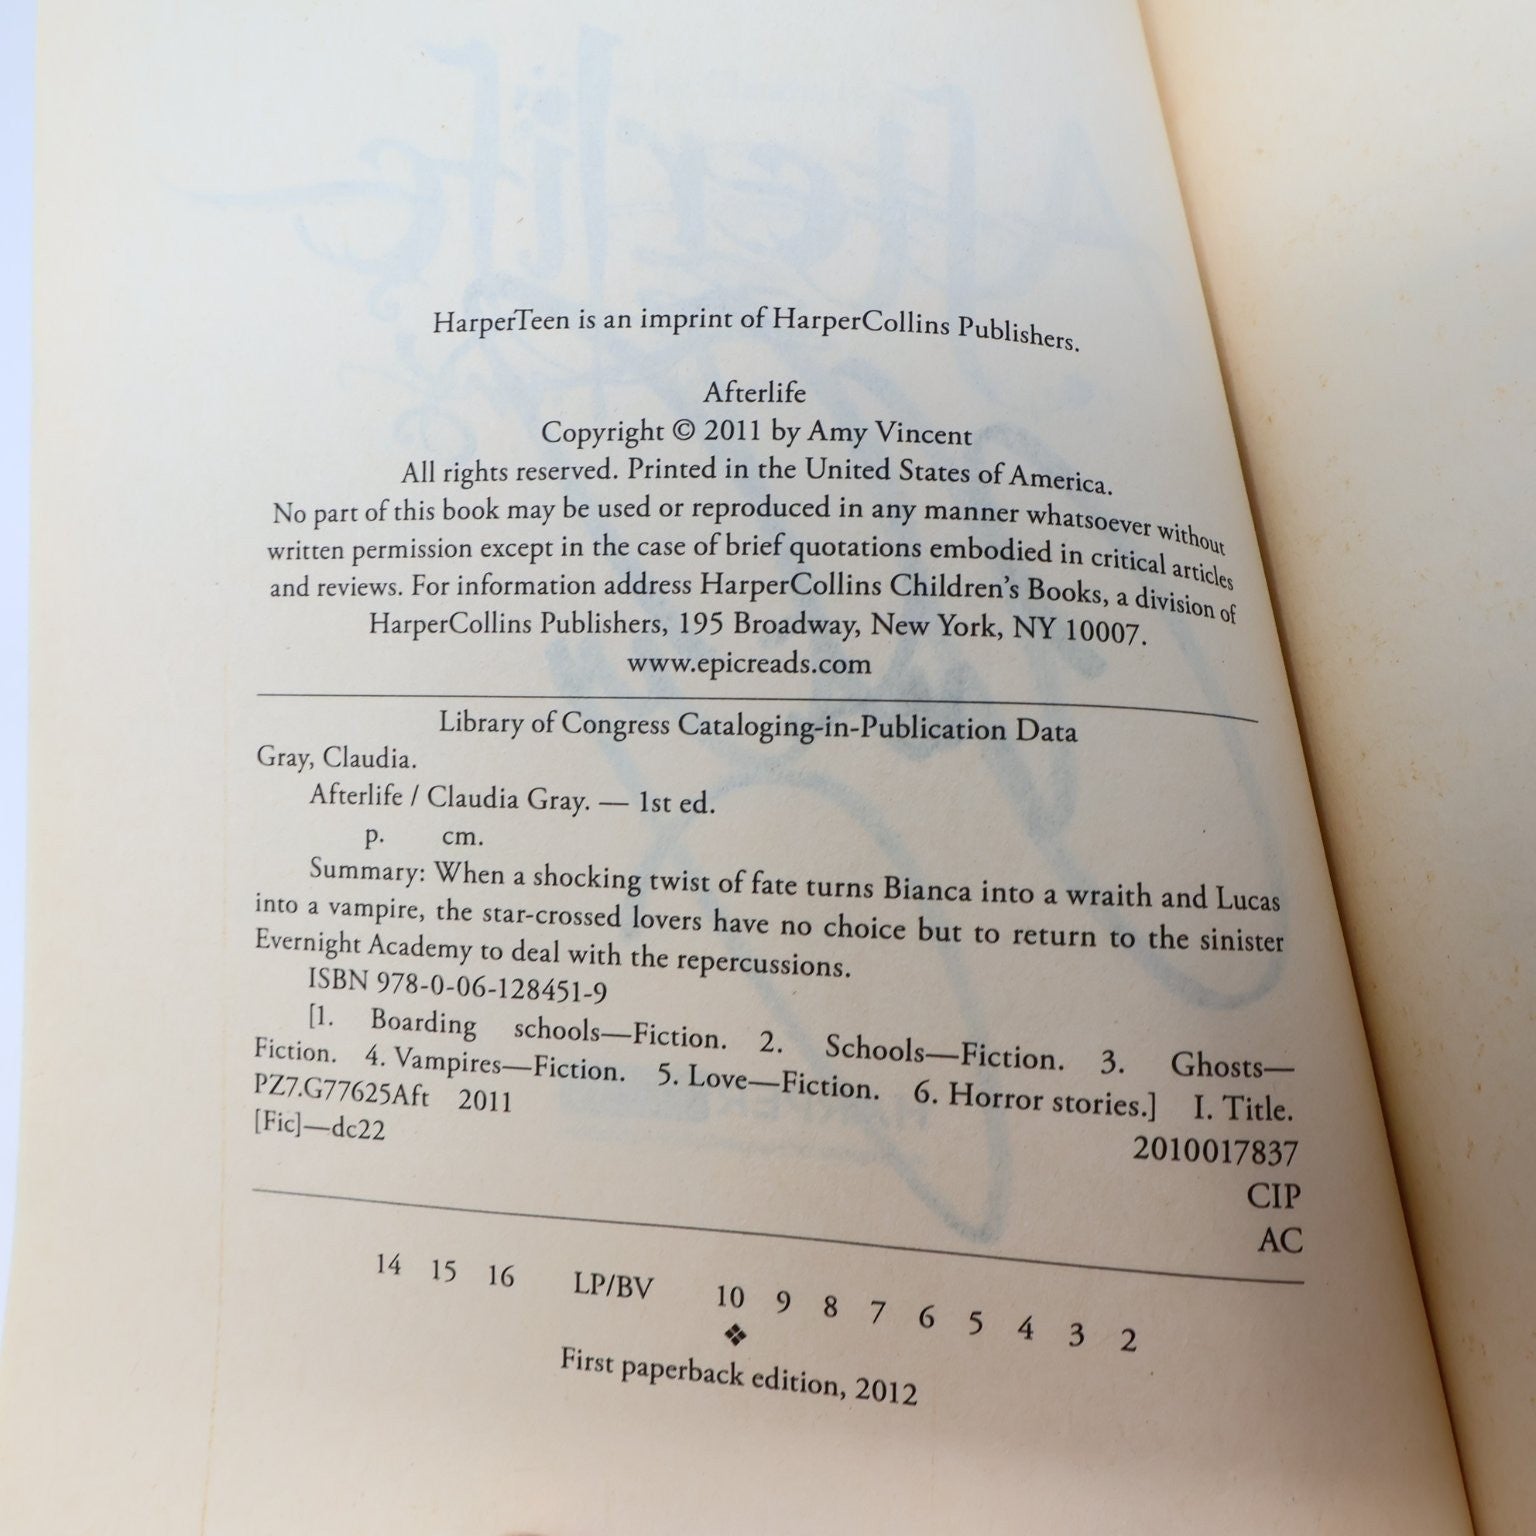 HarperTeen is an imprint of HarperCollins Publishers.
Afterlife
Copyright © 2011 by Amy Vincent
All rights reserved. Printed in the United States of America.
No part of this book may be used or reproduced in any manner whatsoever without
written permission except in the case of brief quotations embodied in critical articles
and reviews. For information address HarperCollins Children's Books, a division of
HarperCollins Publishers, 195 Broadway, New York, NY 10007.
www.epicreads.com
Library of Congress Cataloging-in-Publication Data
Gray, Claudia.
Afterlife / Claudia Gray. — 1st ed.
p. cm.
Summary: When a shocking twist of fate turns Bianca into a wraith and Lucas
into a vampire, the star-crossed lovers have no choice but to return to the sinister
Evernight Academy to deal with the repercussions.
ISBN 978-0-06-128451-9
[1. Boarding schools—Fiction. 2. Schools—Fiction. 3. Ghosts—
Fiction. 4. Vampires—Fiction. 5. Love—Fiction. 6. Horror stories.] I. Title.
PZ7.G77625Aft 2011 2010017837
[Fic]—dc22 CIP
AC
14 15 16 LP/BV 10 9 8 7 6 5 4 3 2
❖
First paperback edition, 2012